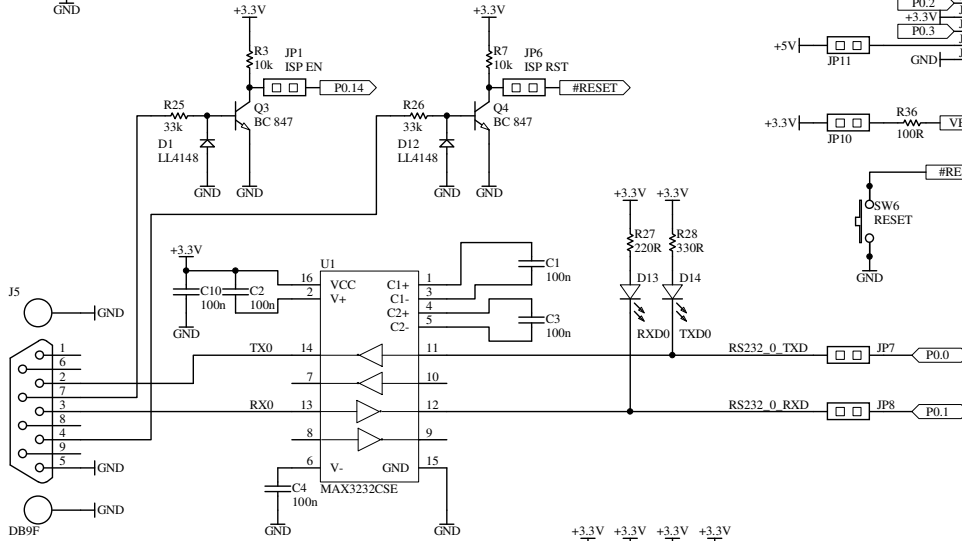 GND
+3.3V
+3.3V
P0.2
+3.3V
P0.3
R3
10k
JP1
ISP EN
P0.14
R7
10k
JP6
ISP RST
#RESET
+5V
JP11
GND
R25
33k
Q3
BC 847
D1
LL4148
GND
GND
R26
33k
Q4
BC 847
D12
LL4148
GND
GND
+3.3V
JP10
R36
100R
SW6
RESET
GND
+3.3V
+3.3V
R27
220R
R28
330R
D13
D14
RXD0
TXD0
+3.3V
C10
100n
C2
100n
GND
U1
16
2
VCC
V+
C1+
C1-
C2+
C2-
1
3
4
5
C1
100n
C3
100n
J5
GND
1
6
2
7
3
8
4
9
5
GND
GND
DB9F
TX0
14
11
RS232_0_TXD
JP7
P0.0
7
10
RX0
13
12
RS232_0_RXD
JP8
P0.1
8
9
6
V-
GND
15
MAX3232CSE
C4
100n
GND
GND
+3.3V
+3.3V
+3.3V
+3.3V